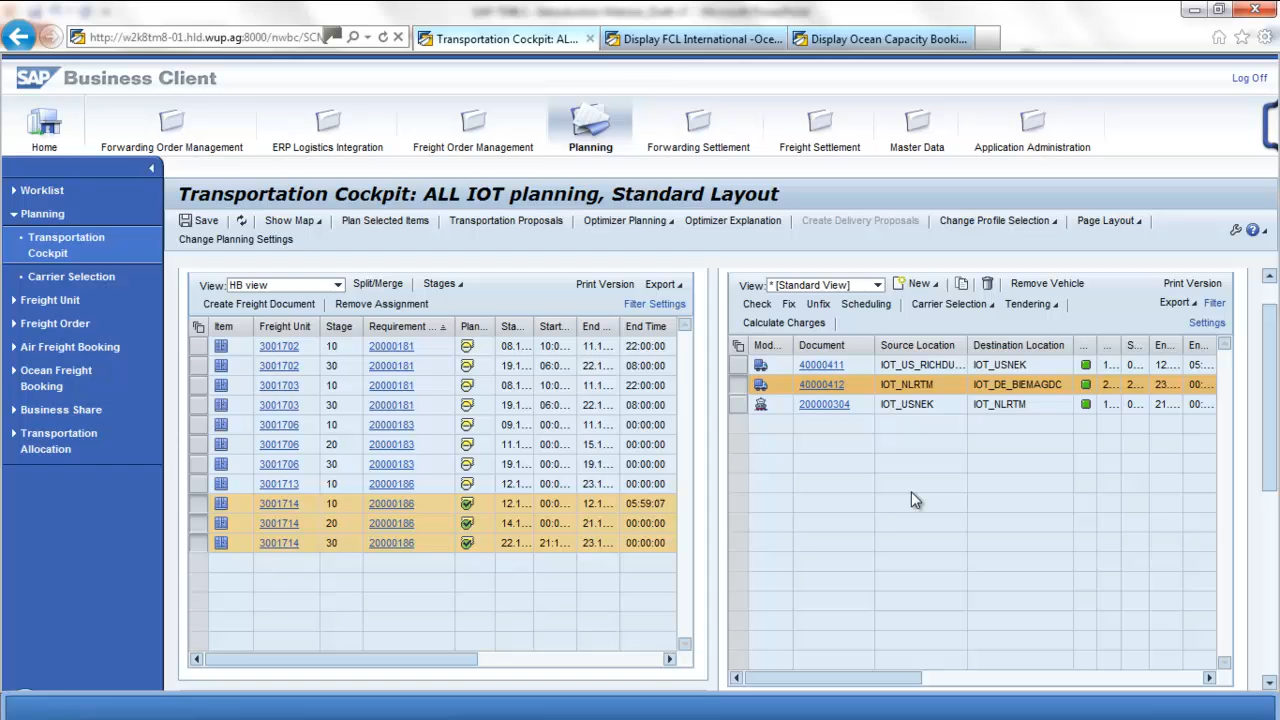 http://w2k8tm8-01.hld.wup.ag:8000/nwbc/SCN
Transportation Cockpit: AL...
Display FCL International -Oce...
Display Ocean Capacity Booki...
SAP Business Client
Log Off
Home
Forwarding Order Management
ERP Logistics Integration
Freight Order Management
Planning
Forwarding Settlement
Freight Settlement
Master Data
Application Administration
Worklist
Planning
Transportation
Cockpit
Carrier Selection
Freight Unit
Freight Order
Air Freight Booking
Ocean Freight
Booking
Business Share
Transportation
Allocation
Transportation Cockpit: ALL IOT planning, Standard Layout
Save Show Map Plan Selected Items Transportation Proposals Optimizer Planning Optimizer Explanation Create Delivery Proposals Change Profile Selection Page Layout
Change Planning Settings
View: HB view Split/Merge Stages Print Version Export
Create Freight Document Remove Assignment Filter Settings
Item Freight Unit Stage Requirement ... Plan... Sta... Start... End ... End Time
3001702 10 20000181 08.1... 10:0... 11.1... 22:00:00
3001702 30 20000181 19.1... 06:0... 22.1... 08:00:00
3001703 10 20000181 08.1... 10:0... 11.1... 22:00:00
3001703 30 20000181 19.1... 06:0... 22.1... 08:00:00
3001706 10 20000183 09.1... 00:0... 11.1... 00:00:00
3001706 20 20000183 11.1... 00:0... 15.1... 00:00:00
3001706 30 20000183 19.1... 00:0... 19.1... 00:00:00
3001713 10 20000186 12.1... 00:0... 23.1... 00:00:00
3001714 10 20000186 12.1... 00:0... 12.1... 05:59:07
3001714 20 20000186 14.1... 00:0... 21.1... 00:00:00
3001714 30 20000186 22.1... 21:1... 23.1... 00:00:00
View: * [Standard View] New Remove Vehicle Print Version
Check Fix Unfix Scheduling Carrier Selection Tendering Export Filter
Calculate Charges Settings
Mod... Document Source Location Destination Location ... ... S... En... En...
40000411 IOT_US_RICHDU... IOT_USNEK 1... 0... 12.... 05:...
40000412 IOT_NLRTM IOT_DE_BIEMAGDC 2... 2... 23.... 00:...
200000304 IOT_USNEK IOT_NLRTM 1... 0... 21.... 00:...